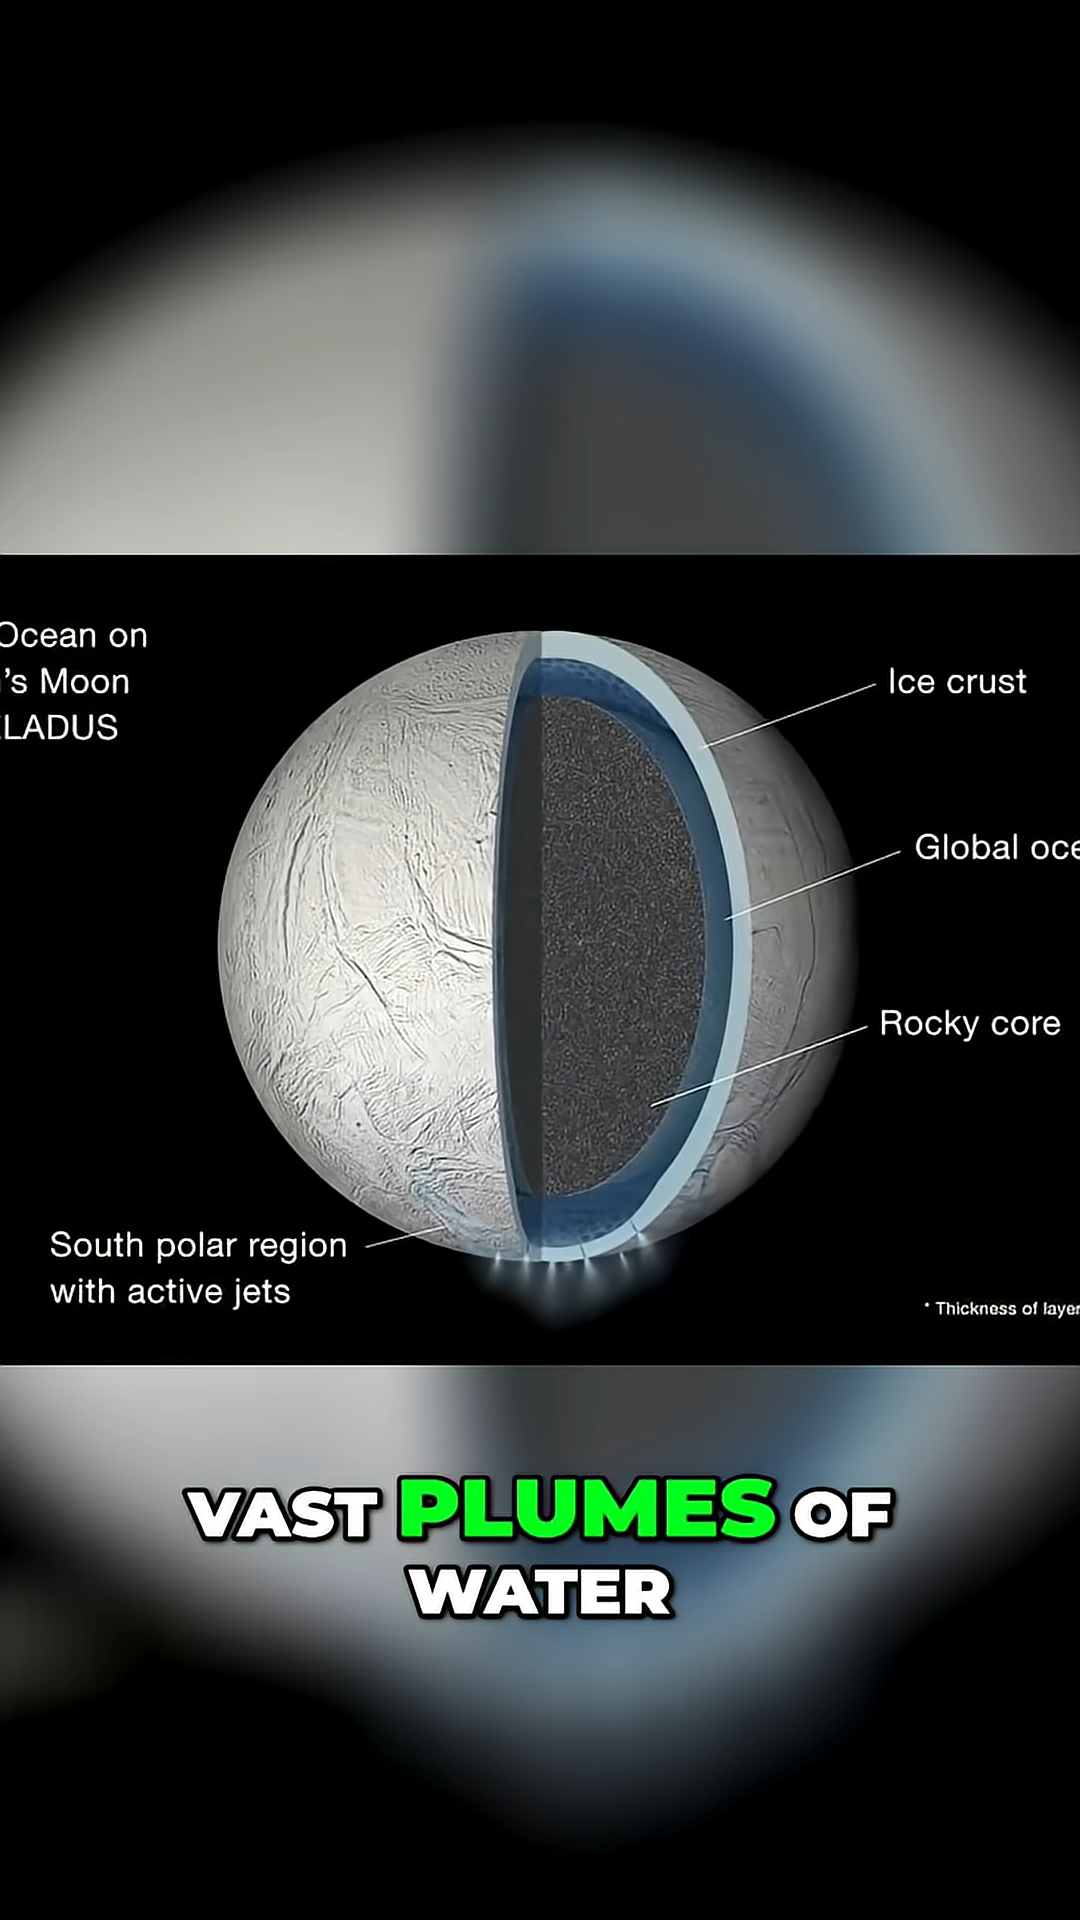 Ocean on
's Moon
LADUS
Ice crust
Global oce
Rocky core
South polar region
with active jets
* Thickness of layer
VAST PLUMES OF
WATER